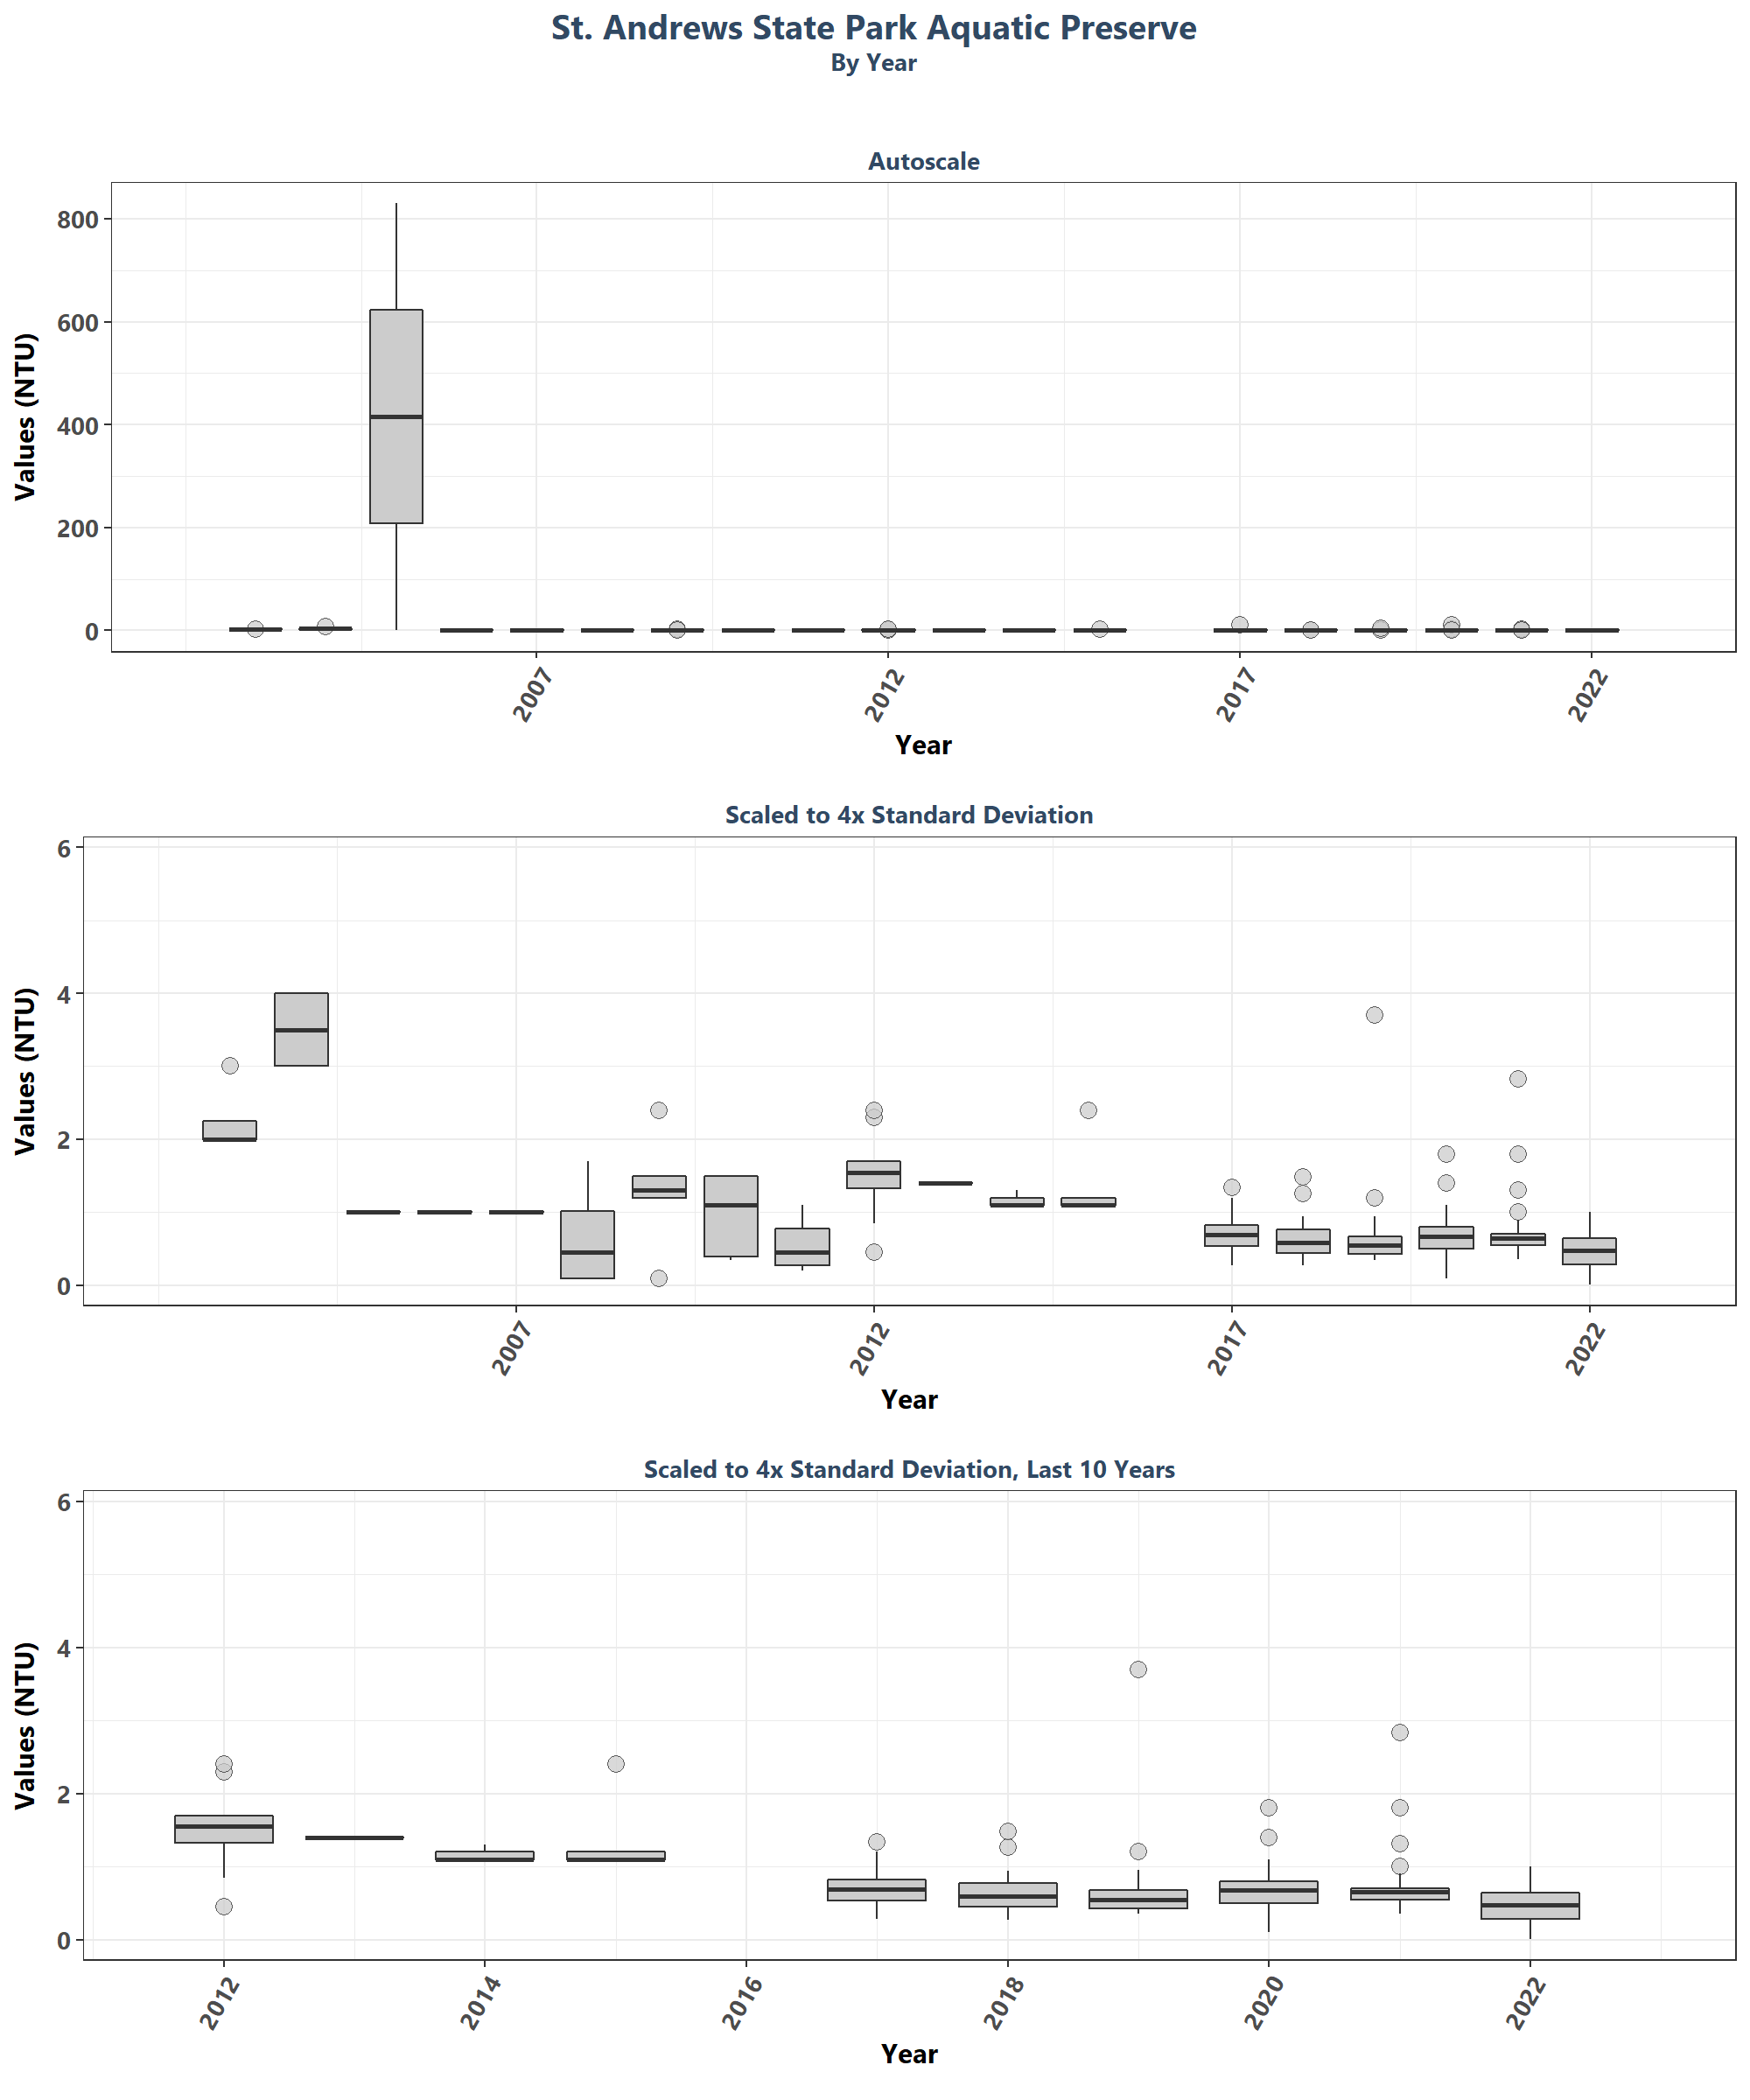 St. Andrews State Park Aquatic Preserve
By Year
Autoscale
Values (NTU)
800
600
400
200
0
2007
2012
2017
2022
Year
Scaled to 4x Standard Deviation
Values (NTU)
6
4
2
0
2007
2012
2017
2022
Year
Scaled to 4x Standard Deviation, Last 10 Years
Values (NTU)
6
4
2
0
2012
2014
2016
2018
2020
2022
Year